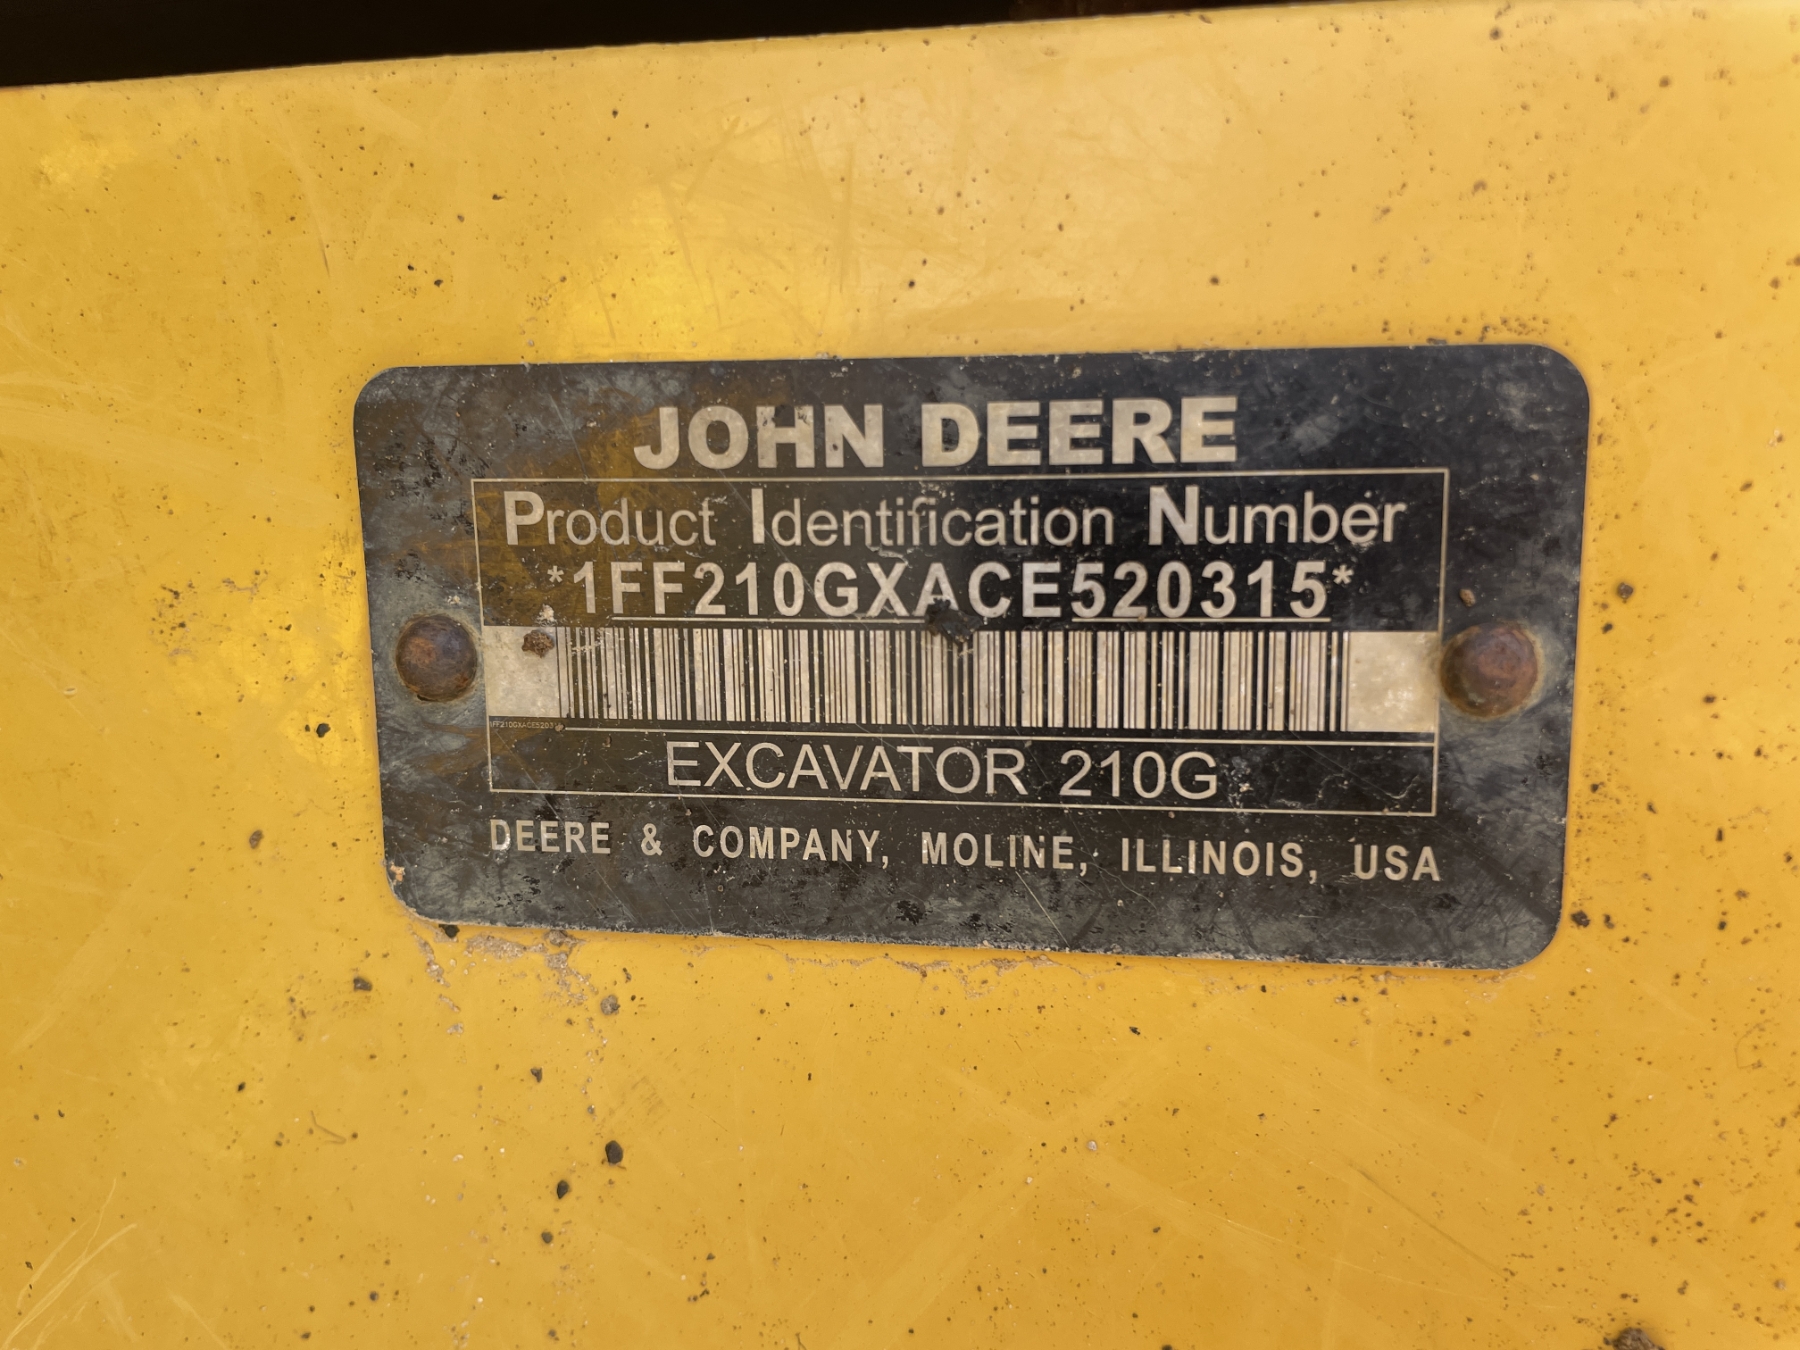 JOHN DEERE
Product Identification Number
*1FF210GXACE520315*
EXCAVATOR 210G
DEERE & COMPANY, MOLINE, ILLINOIS, USA